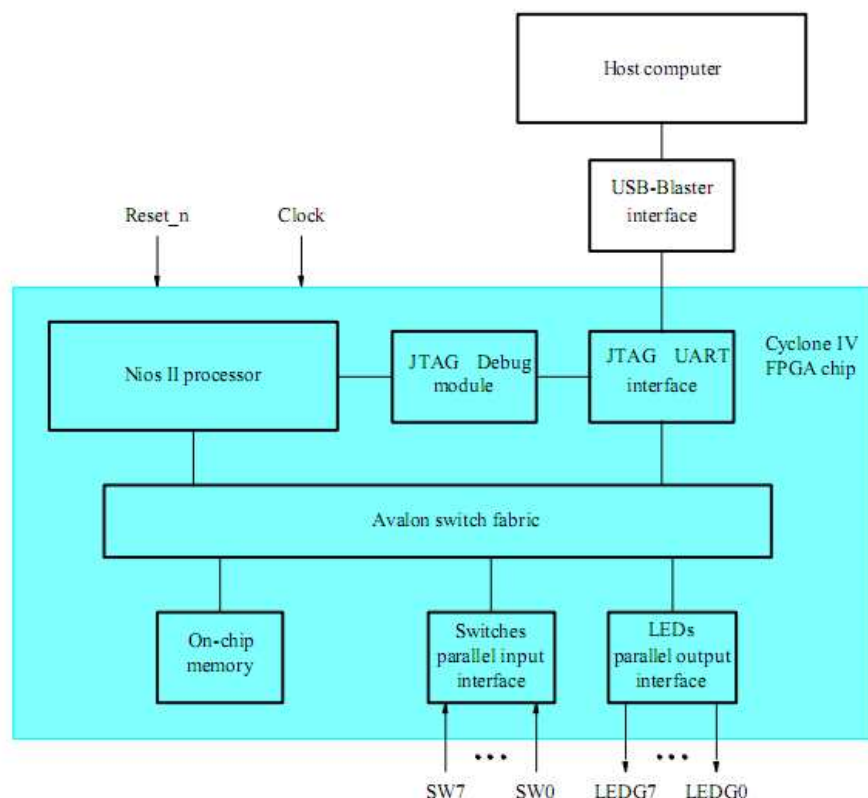 Host computer
USB-Blaster
interface
Reset_n
Clock
Nios II processor
JTAG Debug
module
JTAG UART
interface
Cyclone IV
FPGA chip
Avalon switch fabric
On-chip
memory
Switches
parallel input
interface
LEDs
parallel output
interface
SW7
SW0
LEDG7
LEDG0